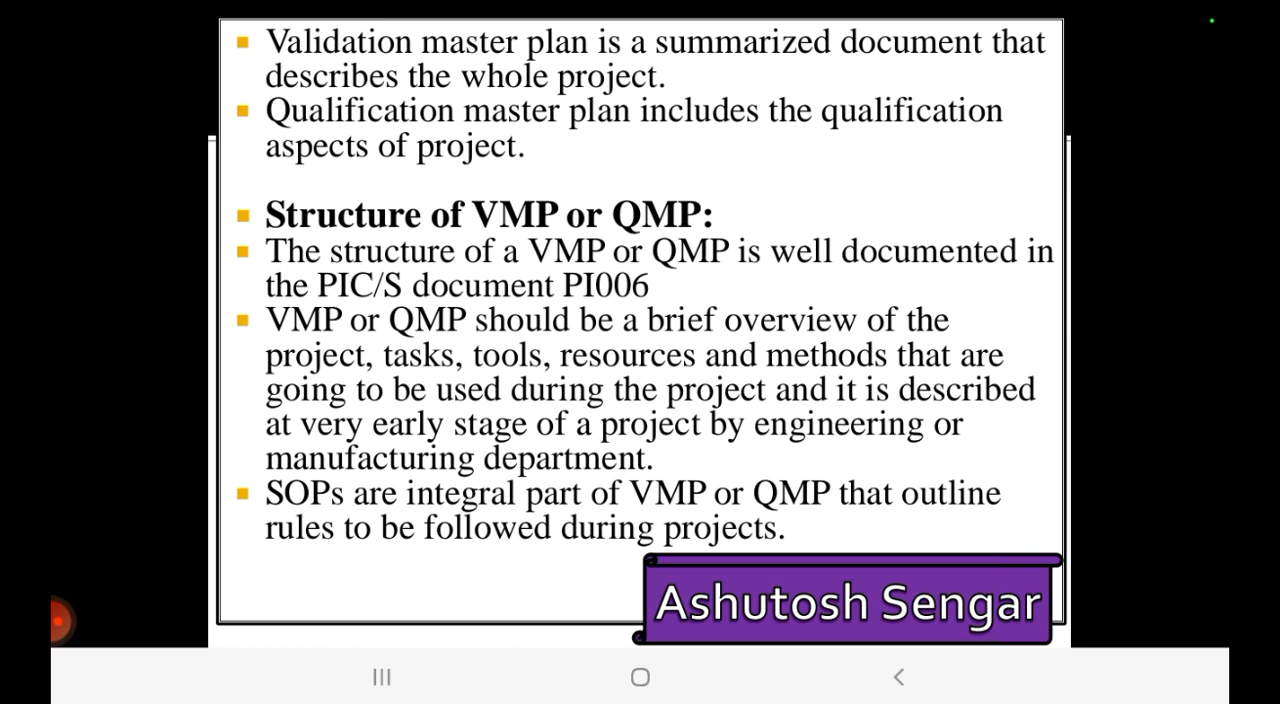 Validation master plan is a summarized document that
describes the whole project.
Qualification master plan includes the qualification
aspects of project.
Structure of VMP or QMP:
The structure of a VMP or QMP is well documented in
the PIC/S document PI006
VMP or QMP should be a brief overview of the
project, tasks, tools, resources and methods that are
going to be used during the project and it is described
at very early stage of a project by engineering or
manufacturing department.
SOPs are integral part of VMP or QMP that outline
rules to be followed during projects.
Ashutosh Sengar